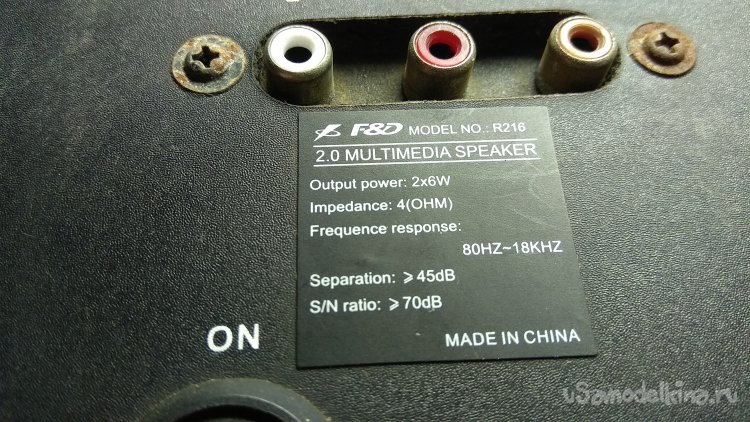 F&D MODEL NO.: R216
2.0 MULTIMEDIA SPEAKER
Output power: 2x6W
Impedance: 4(OHM)
Frequence response:
80HZ~18KHZ
Separation: ⩾45dB
S/N ratio: ⩾70dB
ON
MADE IN CHINA
uSamodelkina.ru